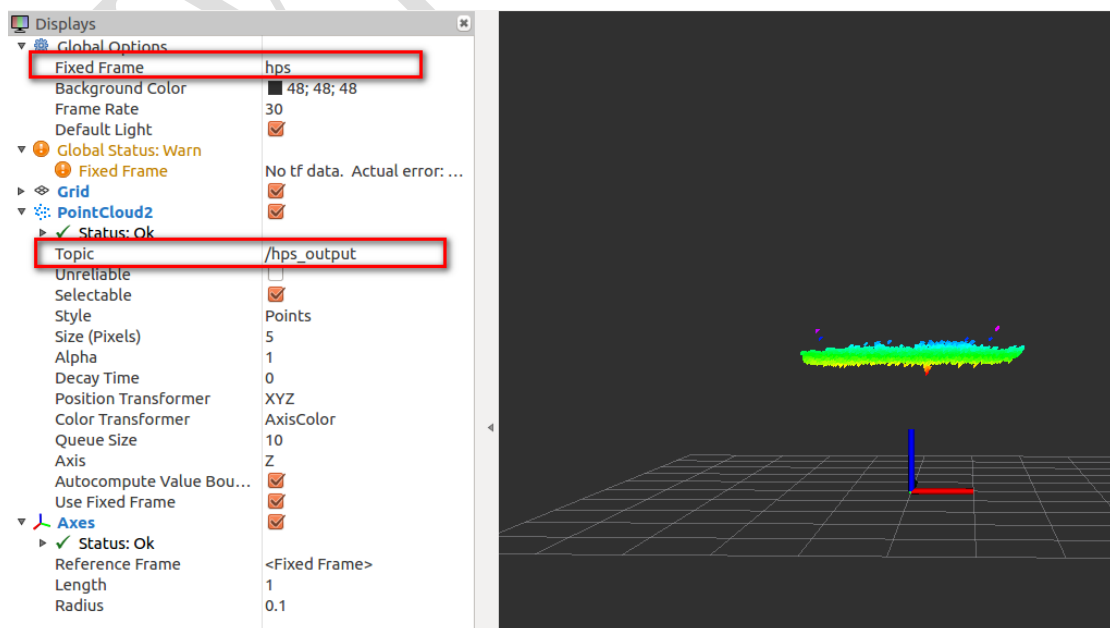 Displays
Global Options
Fixed Frame hps
Background Color 48; 48; 48
Frame Rate 30
Default Light
Global Status: Warn
Fixed Frame No tf data. Actual error: ...
Grid
PointCloud2
Status: Ok
Topic /hps_output
Unreliable
Selectable
Style Points
Size (Pixels) 5
Alpha 1
Decay Time 0
Position Transformer XYZ
Color Transformer AxisColor
Queue Size 10
Axis Z
Autocompute Value Bou...
Use Fixed Frame
Axes
Status: Ok
Reference Frame <Fixed Frame>
Length 1
Radius 0.1